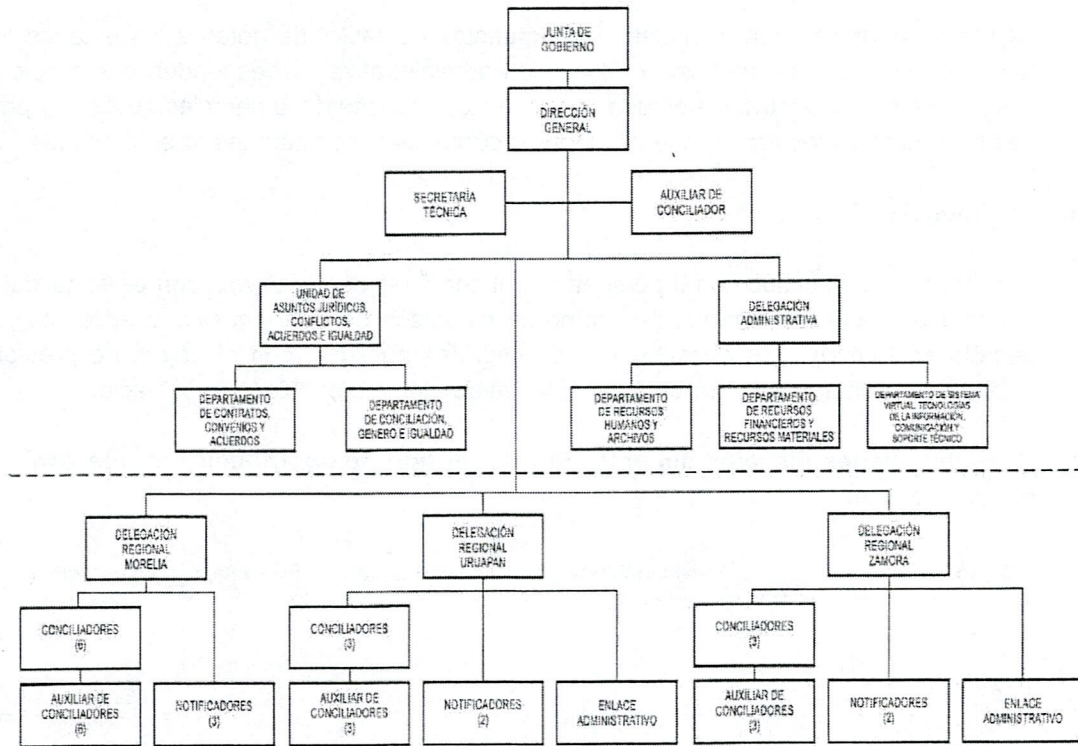 JUNTA DE
GOBIERNO
DIRECCIÓN
GENERAL
SECRETARÍA
TÉCNICA
AUXILIAR DE
CONCILIADOR
UNIDAD DE
ASUNTOS JURÍDICOS,
CONFLICTOS,
ACUERDOS E IGUALDAD
DELEGACIÓN
ADMINISTRATIVA
DEPARTAMENTO
DE CONTRATOS,
CONVENIOS Y
ACUERDOS
DEPARTAMENTO
DE CONCILIACIÓN,
GÉNERO E IGUALDAD
DEPARTAMENTO
DE RECURSOS
HUMANOS Y
ARCHIVOS
DEPARTAMENTO
DE RECURSOS
FINANCIEROS Y
RECURSOS MATERIALES
DEPARTAMENTO DE SISTEMA
VIRTUAL, TECNOLOGÍAS
DE LA INFORMACIÓN,
COMUNICACIÓN Y
SOPORTE TÉCNICO
DELEGACIÓN
REGIONAL
MORELIA
DELEGACIÓN
REGIONAL
URUAPAN
DELEGACIÓN
REGIONAL
ZAMORA
CONCILIADORES
(6)
CONCILIADORES
(3)
CONCILIADORES
(3)
AUXILIAR DE
CONCILIADORES
(6)
NOTIFICADORES
(3)
AUXILIAR DE
CONCILIADORES
(3)
NOTIFICADORES
(2)
ENLACE
ADMINISTRATIVO
AUXILIAR DE
CONCILIADORES
(3)
NOTIFICADORES
(2)
ENLACE
ADMINISTRATIVO